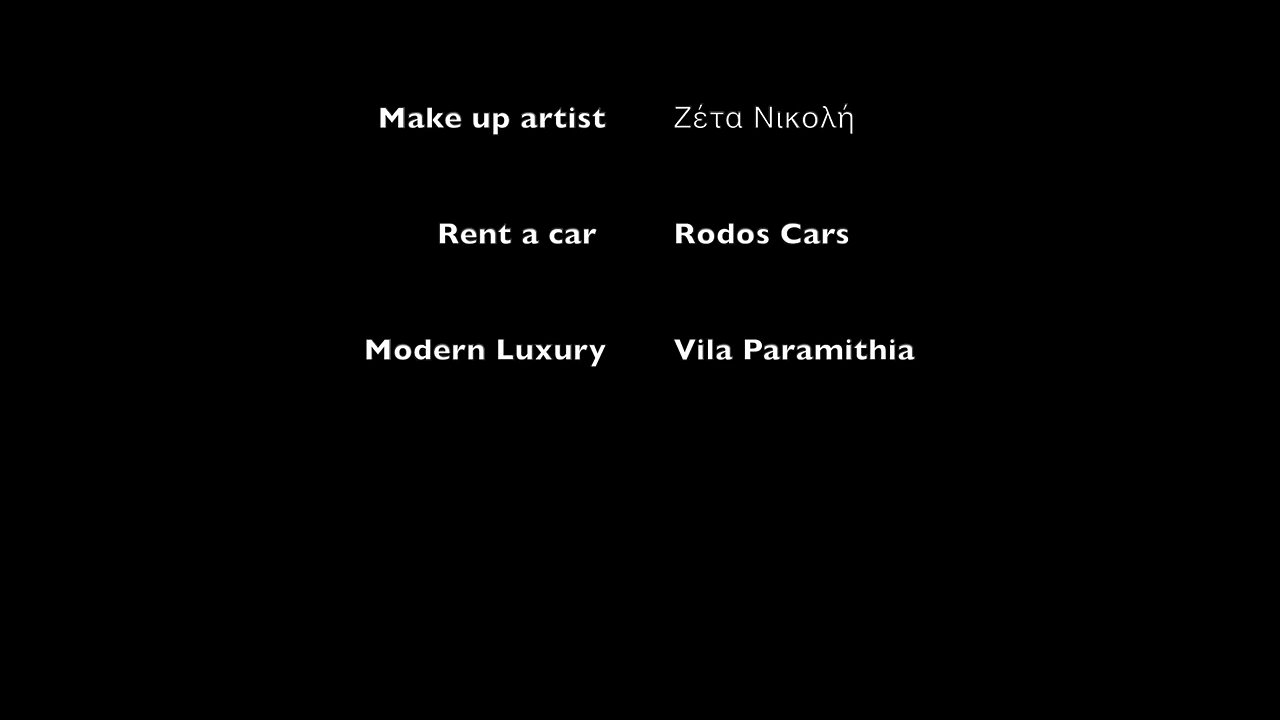 Make up artist Ζέτα Νικολή
Rent a car Rodos Cars
Modern Luxury Vila Paramithia